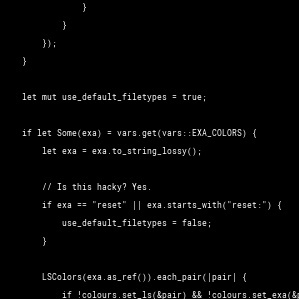 }
}
});
}
let mut use_default_filetypes = true;
if let Some(exa) = vars.get(vars::EXA_COLORS) {
let exa = exa.to_string_lossy();
// Is this hacky? Yes.
if exa == "reset" || exa.starts_with("reset:") {
use_default_filetypes = false;
}
LSColors(exa.as_ref()).each_pair(|pair| {
if !colours.set_ls(&pair) && !colours.set_exa(&